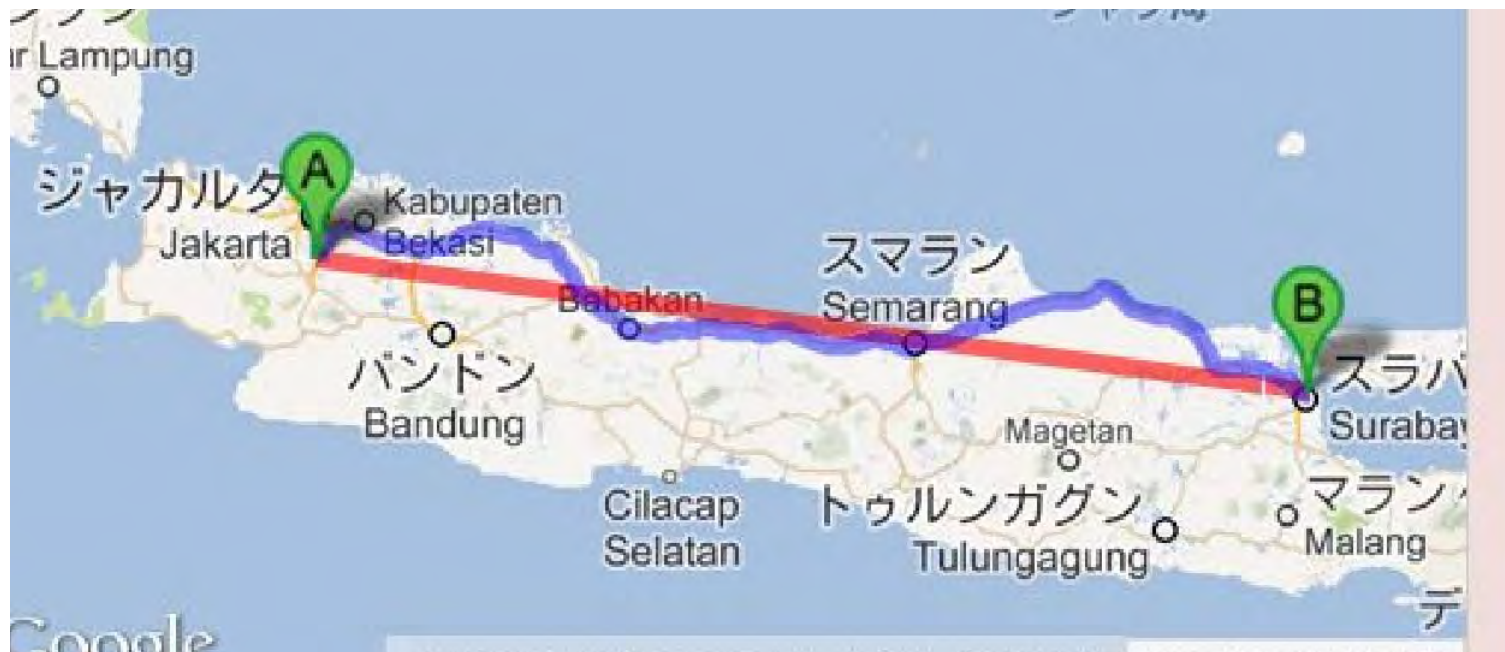 ar Lampung
ジャカルタ
A
Kabupaten
Jakarta
Bekasi
スマラン
Babakan
Semarang
B
バンドン
スラバ
Bandung
Magetan
Surabay
Cilacap
Selatan
トゥルンガグン
マラン
Tulungagung
Malang
デ
Google